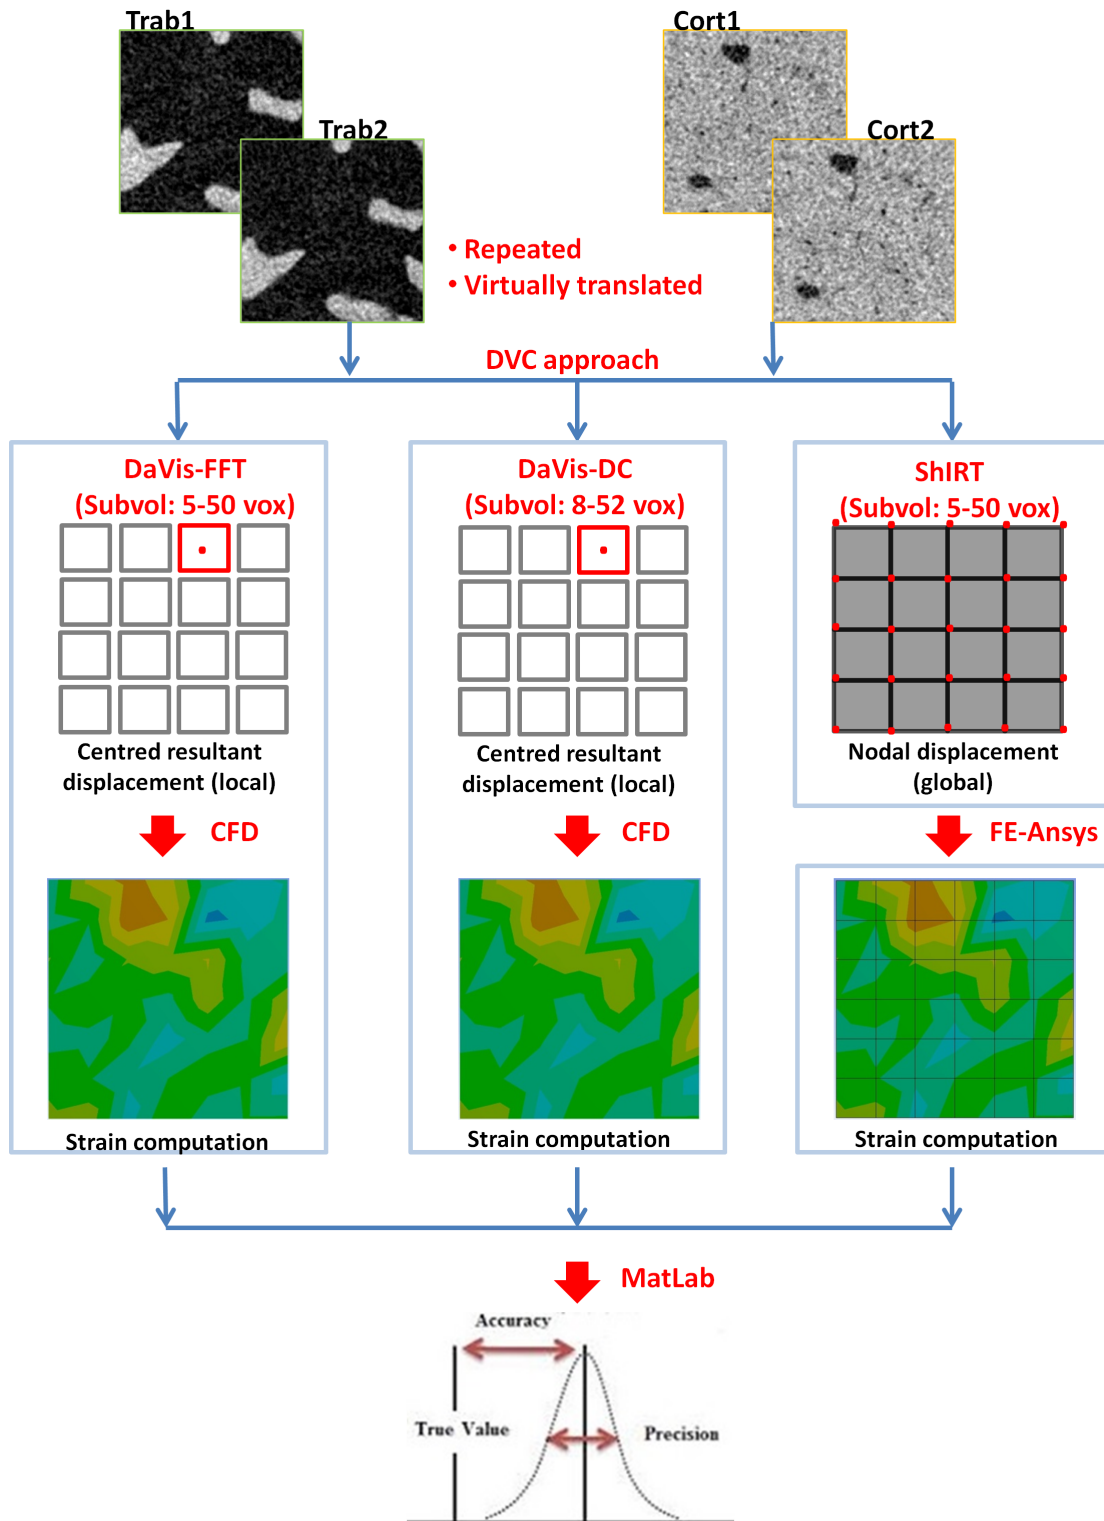 Trab1
Cort1
Trab2
Cort2
• Repeated
• Virtually translated
DVC approach
DaVis-FFT
(Subvol: 5-50 vox)
Centred resultant
displacement (local)
CFD
Strain computation
DaVis-DC
(Subvol: 8-52 vox)
Centred resultant
displacement (local)
CFD
Strain computation
ShIRT
(Subvol: 5-50 vox)
Nodal displacement
(global)
FE-Ansys
Strain computation
MatLab
Accuracy
True Value
Precision